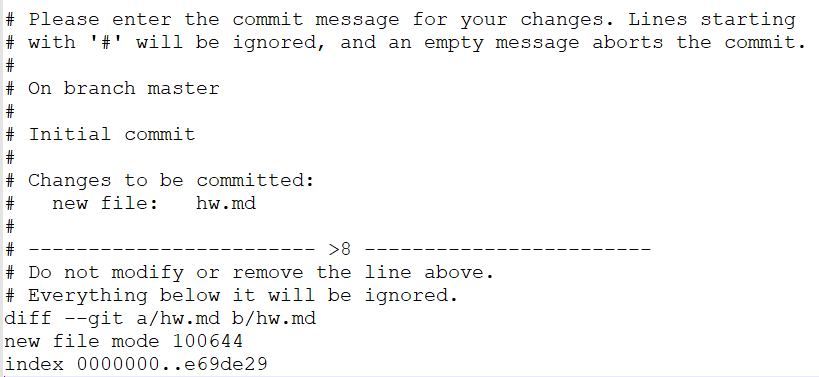 # Please enter the commit message for your changes. Lines starting
# with '#' will be ignored, and an empty message aborts the commit.
#
# On branch master
#
# Initial commit
#
# Changes to be committed:
#   new file:   hw.md
#
# ------------------------ >8 ------------------------
# Do not modify or remove the line above.
# Everything below it will be ignored.
diff --git a/hw.md b/hw.md
new file mode 100644
index 0000000..e69de29